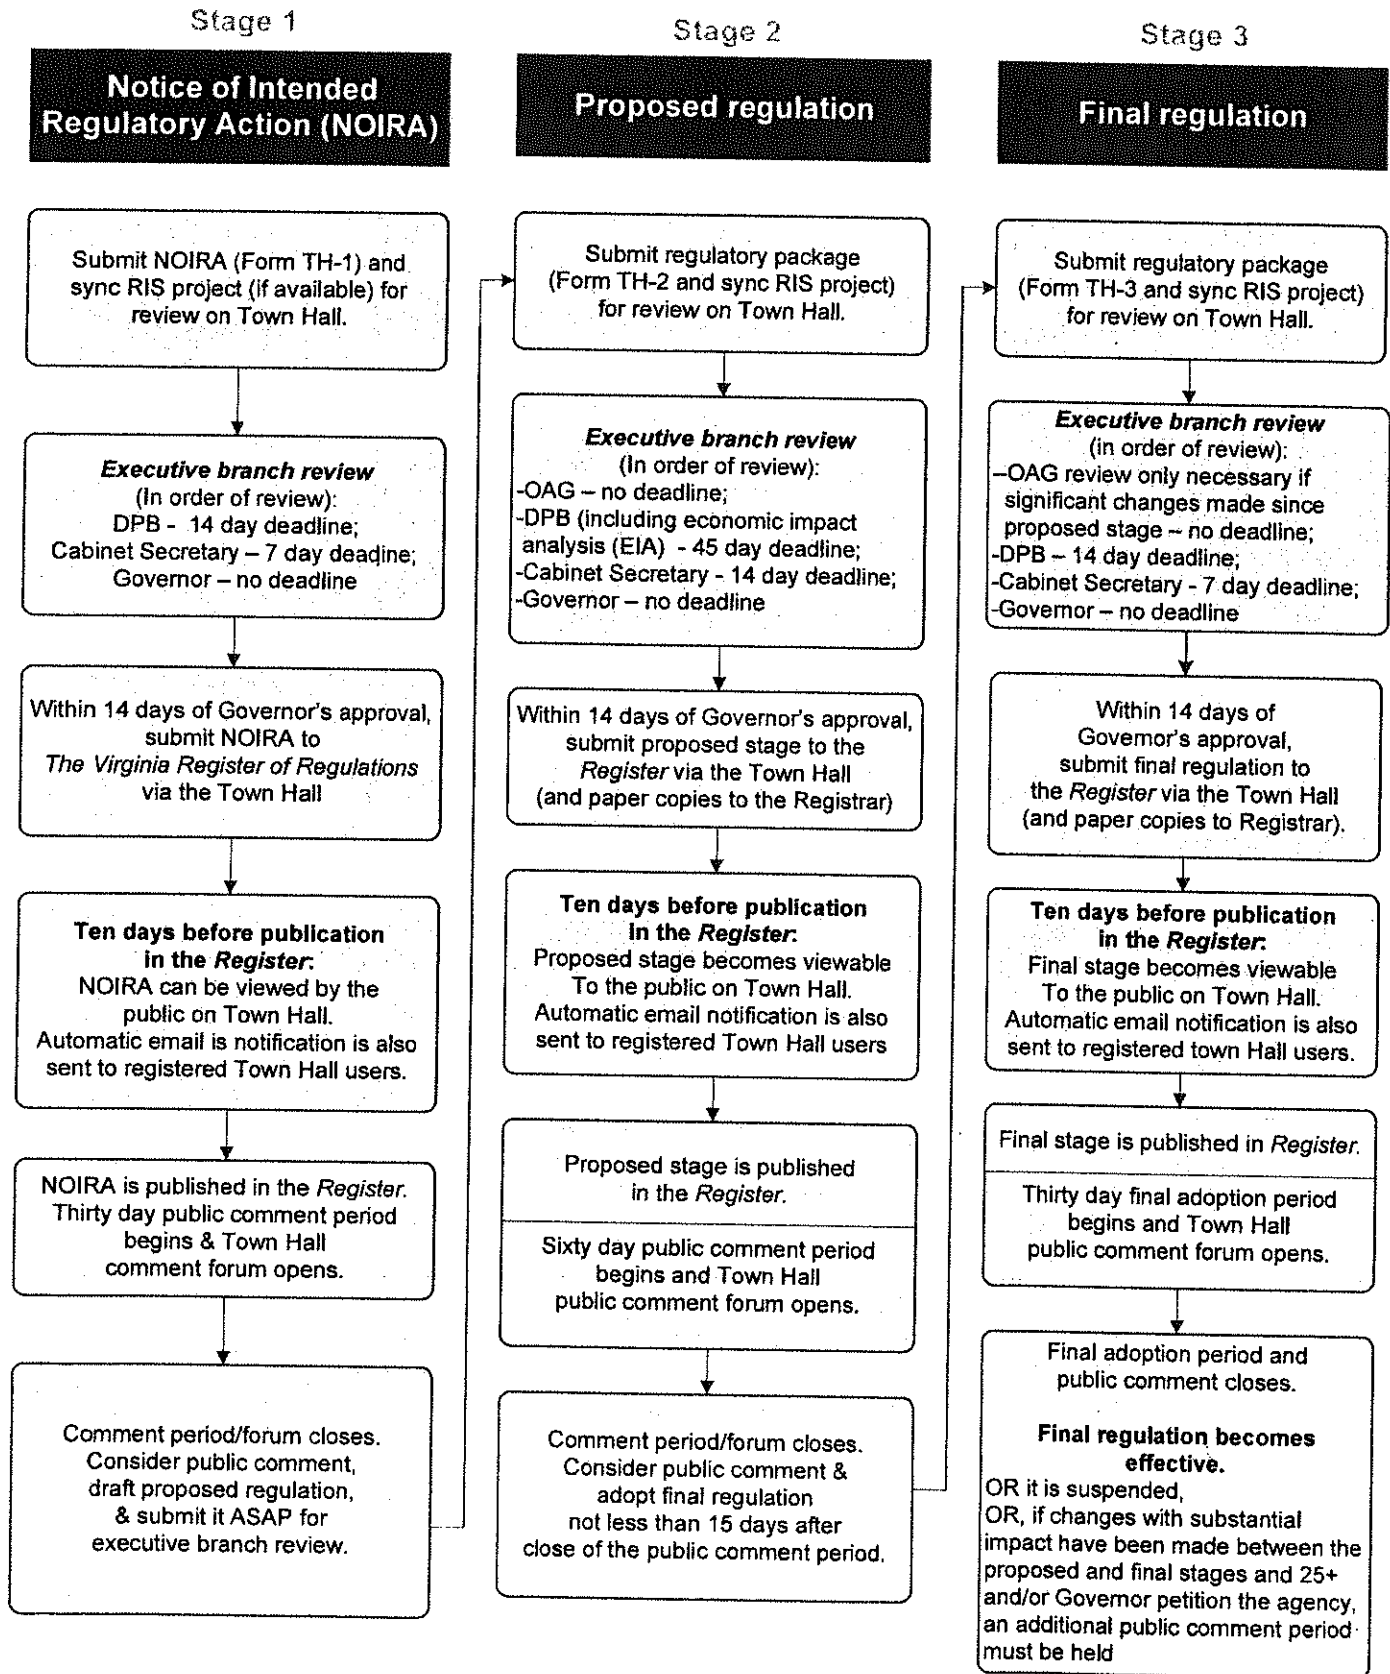 Stage 1
Notice of Intended
Regulatory Action (NOIRA)
Submit NOIRA (Form TH-1) and
sync RIS project (if available) for
review on Town Hall.
Executive branch review
(In order of review):
DPB - 14 day deadline;
Cabinet Secretary – 7 day deadine;
Governor – no deadline
Within 14 days of Governor's approval,
submit NOIRA to
The Virginia Register of Regulations
via the Town Hall
Ten days before publication
in the Register:
NOIRA can be viewed by the
public on Town Hall.
Automatic email is notification is also
sent to registered Town Hall users.
NOIRA is published in the Register.
Thirty day public comment period
begins & Town Hall
comment forum opens.
Comment period/forum closes.
Consider public comment,
draft proposed regulation,
& submit it ASAP for
executive branch review.
Stage 2
Proposed regulation
Submit regulatory package
(Form TH-2 and sync RIS project)
for review on Town Hall.
Executive branch review
(In order of review):
-OAG – no deadline;
-DPB (including economic impact
analysis (EIA) - 45 day deadline;
-Cabinet Secretary - 14 day deadline;
-Governor – no deadline
Within 14 days of Governor's approval,
submit proposed stage to the
Register via the Town Hall
(and paper copies to the Registrar)
Ten days before publication
In the Register:
Proposed stage becomes viewable
To the public on Town Hall.
Automatic email notification is also
sent to registered Town Hall users
Proposed stage is published
in the Register.
Sixty day public comment period
begins and Town Hall
public comment forum opens.
Comment period/forum closes.
Consider public comment &
adopt final regulation
not less than 15 days after
close of the public comment period.
Stage 3
Final regulation
Submit regulatory package
(Form TH-3 and sync RIS project)
for review on Town Hall.
Executive branch review
(in order of review):
–OAG review only necessary if
significant changes made since
proposed stage – no deadline;
-DPB – 14 day deadline;
-Cabinet Secretary - 7 day deadline;
-Governor – no deadline
Within 14 days of
Governor's approval,
submit final regulation to
the Register via the Town Hall
(and paper copies to Registrar).
Ten days before publication
in the Register:
Final stage becomes viewable
To the public on Town Hall.
Automatic email notification is also
sent to registered town Hall users.
Final stage is published in Register.
Thirty day final adoption period
begins and Town Hall
public comment forum opens.
Final adoption period and
public comment closes.
Final regulation becomes
effective.
OR it is suspended,
OR, if changes with substantial
impact have been made between the
proposed and final stages and 25+
and/or Governor petition the agency,
an additional public comment period
must be held